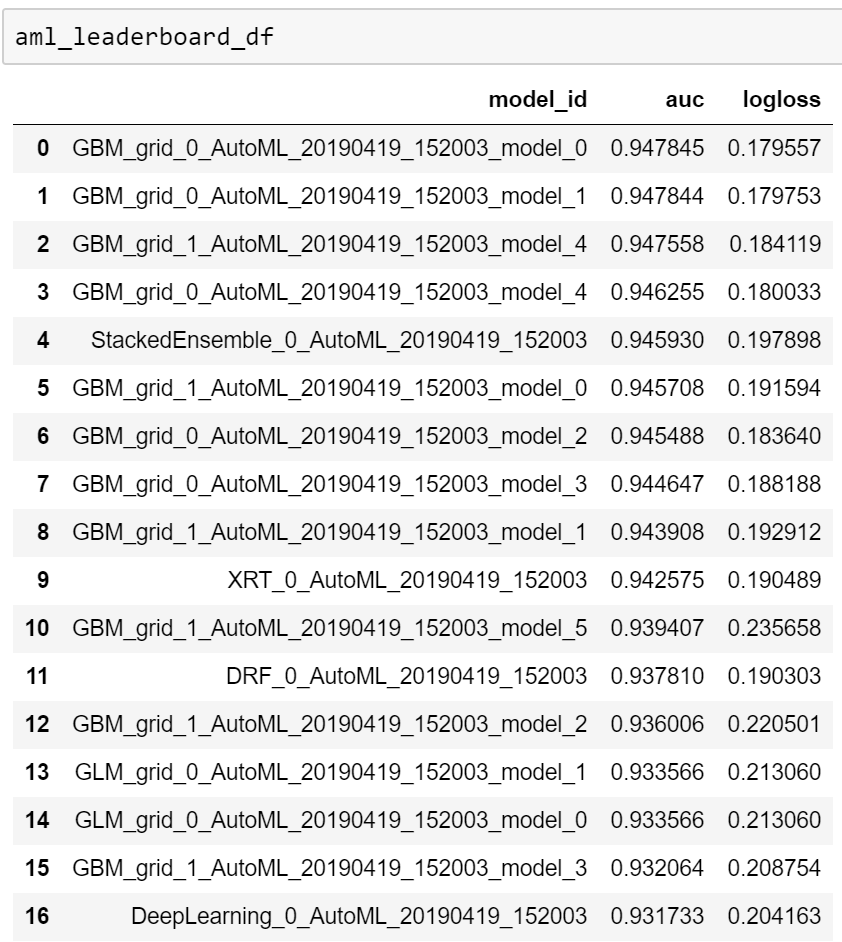 aml_leaderboard_df
model_id auc logloss
0 GBM_grid_0_AutoML_20190419_152003_model_0 0.947845 0.179557
1 GBM_grid_0_AutoML_20190419_152003_model_1 0.947844 0.179753
2 GBM_grid_1_AutoML_20190419_152003_model_4 0.947558 0.184119
3 GBM_grid_0_AutoML_20190419_152003_model_4 0.946255 0.180033
4 StackedEnsemble_0_AutoML_20190419_152003 0.945930 0.197898
5 GBM_grid_1_AutoML_20190419_152003_model_0 0.945708 0.191594
6 GBM_grid_0_AutoML_20190419_152003_model_2 0.945488 0.183640
7 GBM_grid_0_AutoML_20190419_152003_model_3 0.944647 0.188188
8 GBM_grid_1_AutoML_20190419_152003_model_1 0.943908 0.192912
9 XRT_0_AutoML_20190419_152003 0.942575 0.190489
10 GBM_grid_1_AutoML_20190419_152003_model_5 0.939407 0.235658
11 DRF_0_AutoML_20190419_152003 0.937810 0.190303
12 GBM_grid_1_AutoML_20190419_152003_model_2 0.936006 0.220501
13 GLM_grid_0_AutoML_20190419_152003_model_1 0.933566 0.213060
14 GLM_grid_0_AutoML_20190419_152003_model_0 0.933566 0.213060
15 GBM_grid_1_AutoML_20190419_152003_model_3 0.932064 0.208754
16 DeepLearning_0_AutoML_20190419_152003 0.931733 0.204163